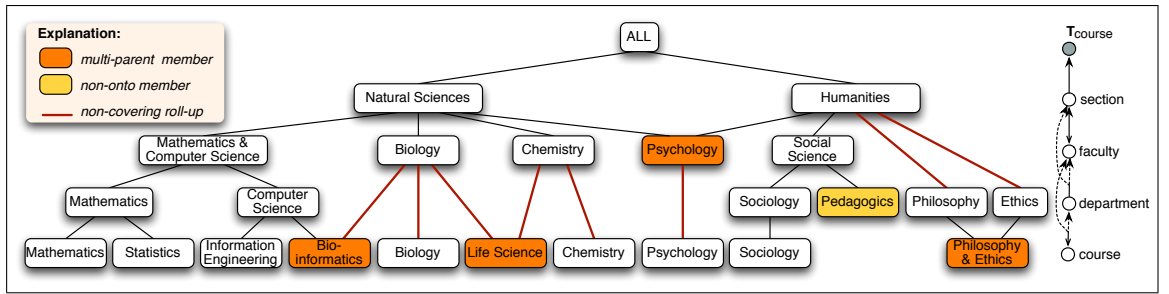 Explanation:
multi-parent member
non-onto member
non-covering roll-up
ALL
Tcourse
Natural Sciences
Humanities
section
Mathematics &
Computer Science
Biology
Chemistry
Psychology
Social
Science
faculty
Mathematics
Computer
Science
Sociology
Pedagogics
Philosophy
Ethics
department
Mathematics
Statistics
Information
Engineering
Bio-
informatics
Biology
Life Science
Chemistry
Psychology
Sociology
Philosophy
& Ethics
course